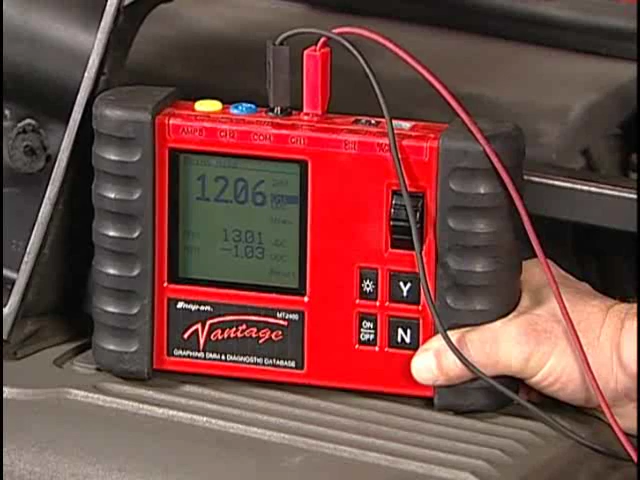 AMPS CH2 COM CH1
12.06
13.01
-1.03
Reset
Snap-on
MT2400
Vantage
GRAPHING DMM & DIAGNOSTIC DATABASE
Y
ON
OFF
N